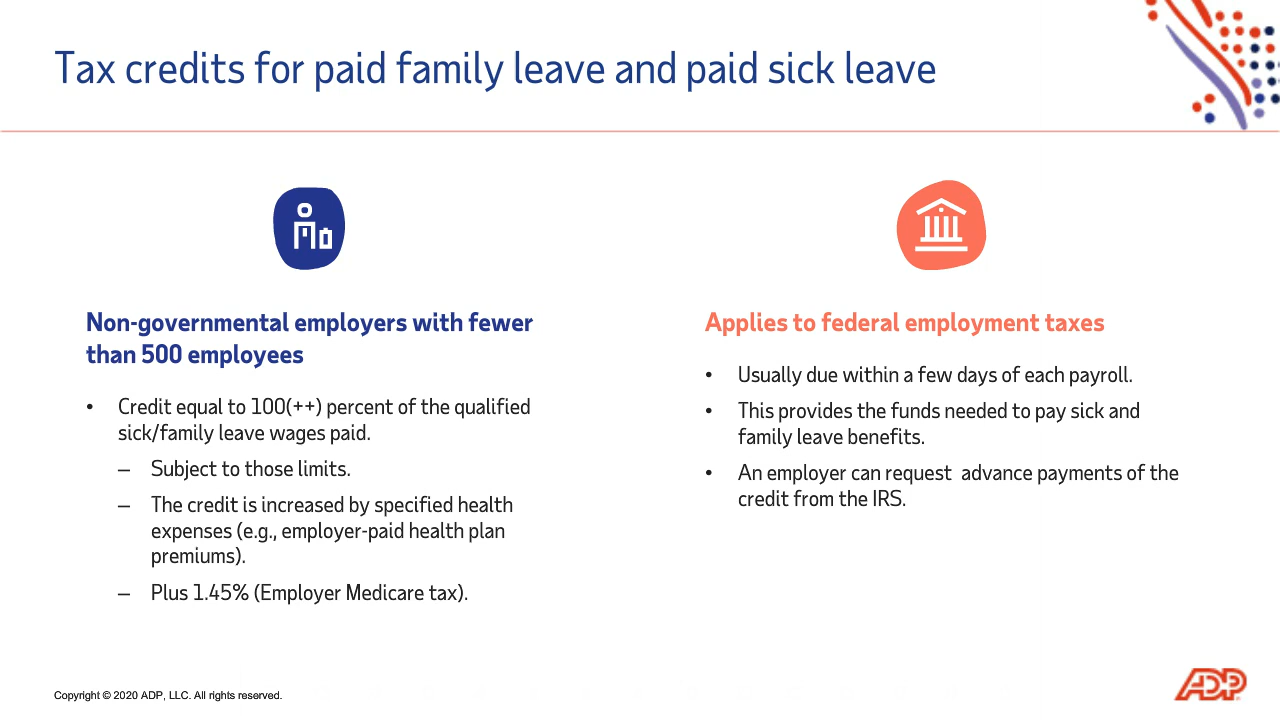 Tax credits for paid family leave and paid sick leave
Non-governmental employers with fewer
than 500 employees
• Credit equal to 100(++) percent of the qualified
sick/family leave wages paid.
– Subject to those limits.
– The credit is increased by specified health
expenses (e.g., employer-paid health plan
premiums).
– Plus 1.45% (Employer Medicare tax).
Applies to federal employment taxes
• Usually due within a few days of each payroll.
• This provides the funds needed to pay sick and
family leave benefits.
• An employer can request  advance payments of the
credit from the IRS.
Copyright © 2020 ADP, LLC. All rights reserved.
ADP